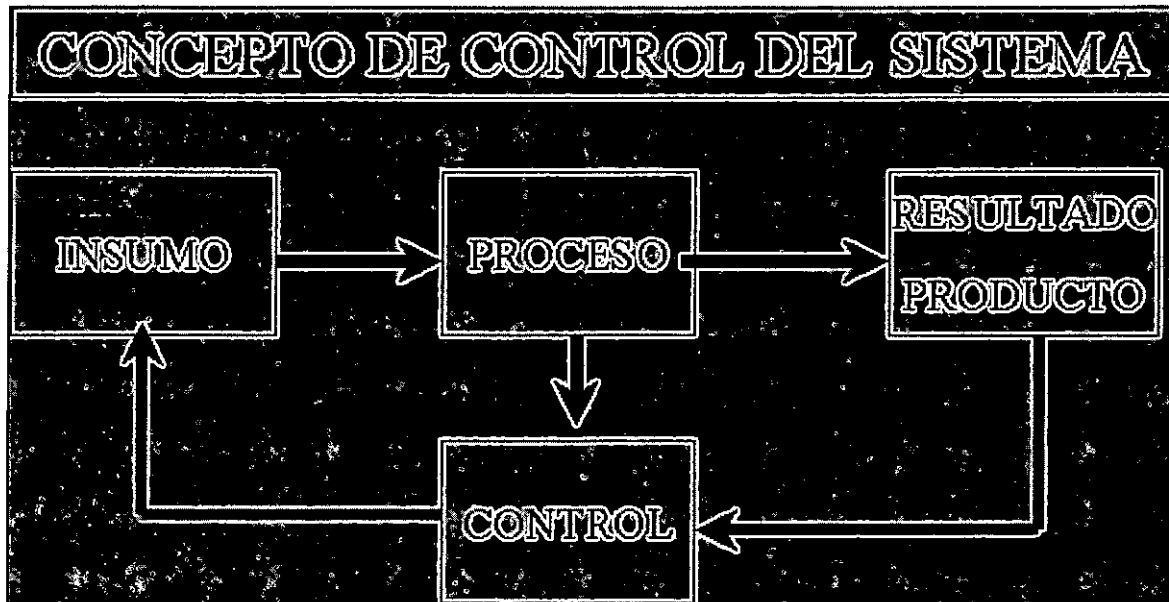 CONCEPTO DE CONTROL DEL SISTEMA
INSUMO
PROCESO
RESULTADO
PRODUCTO
CONTROL